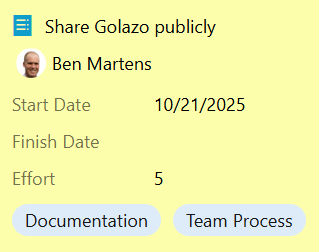 Share Golazo publicly
Ben Martens
Start Date 10/21/2025
Finish Date
Effort 5
Documentation Team Process